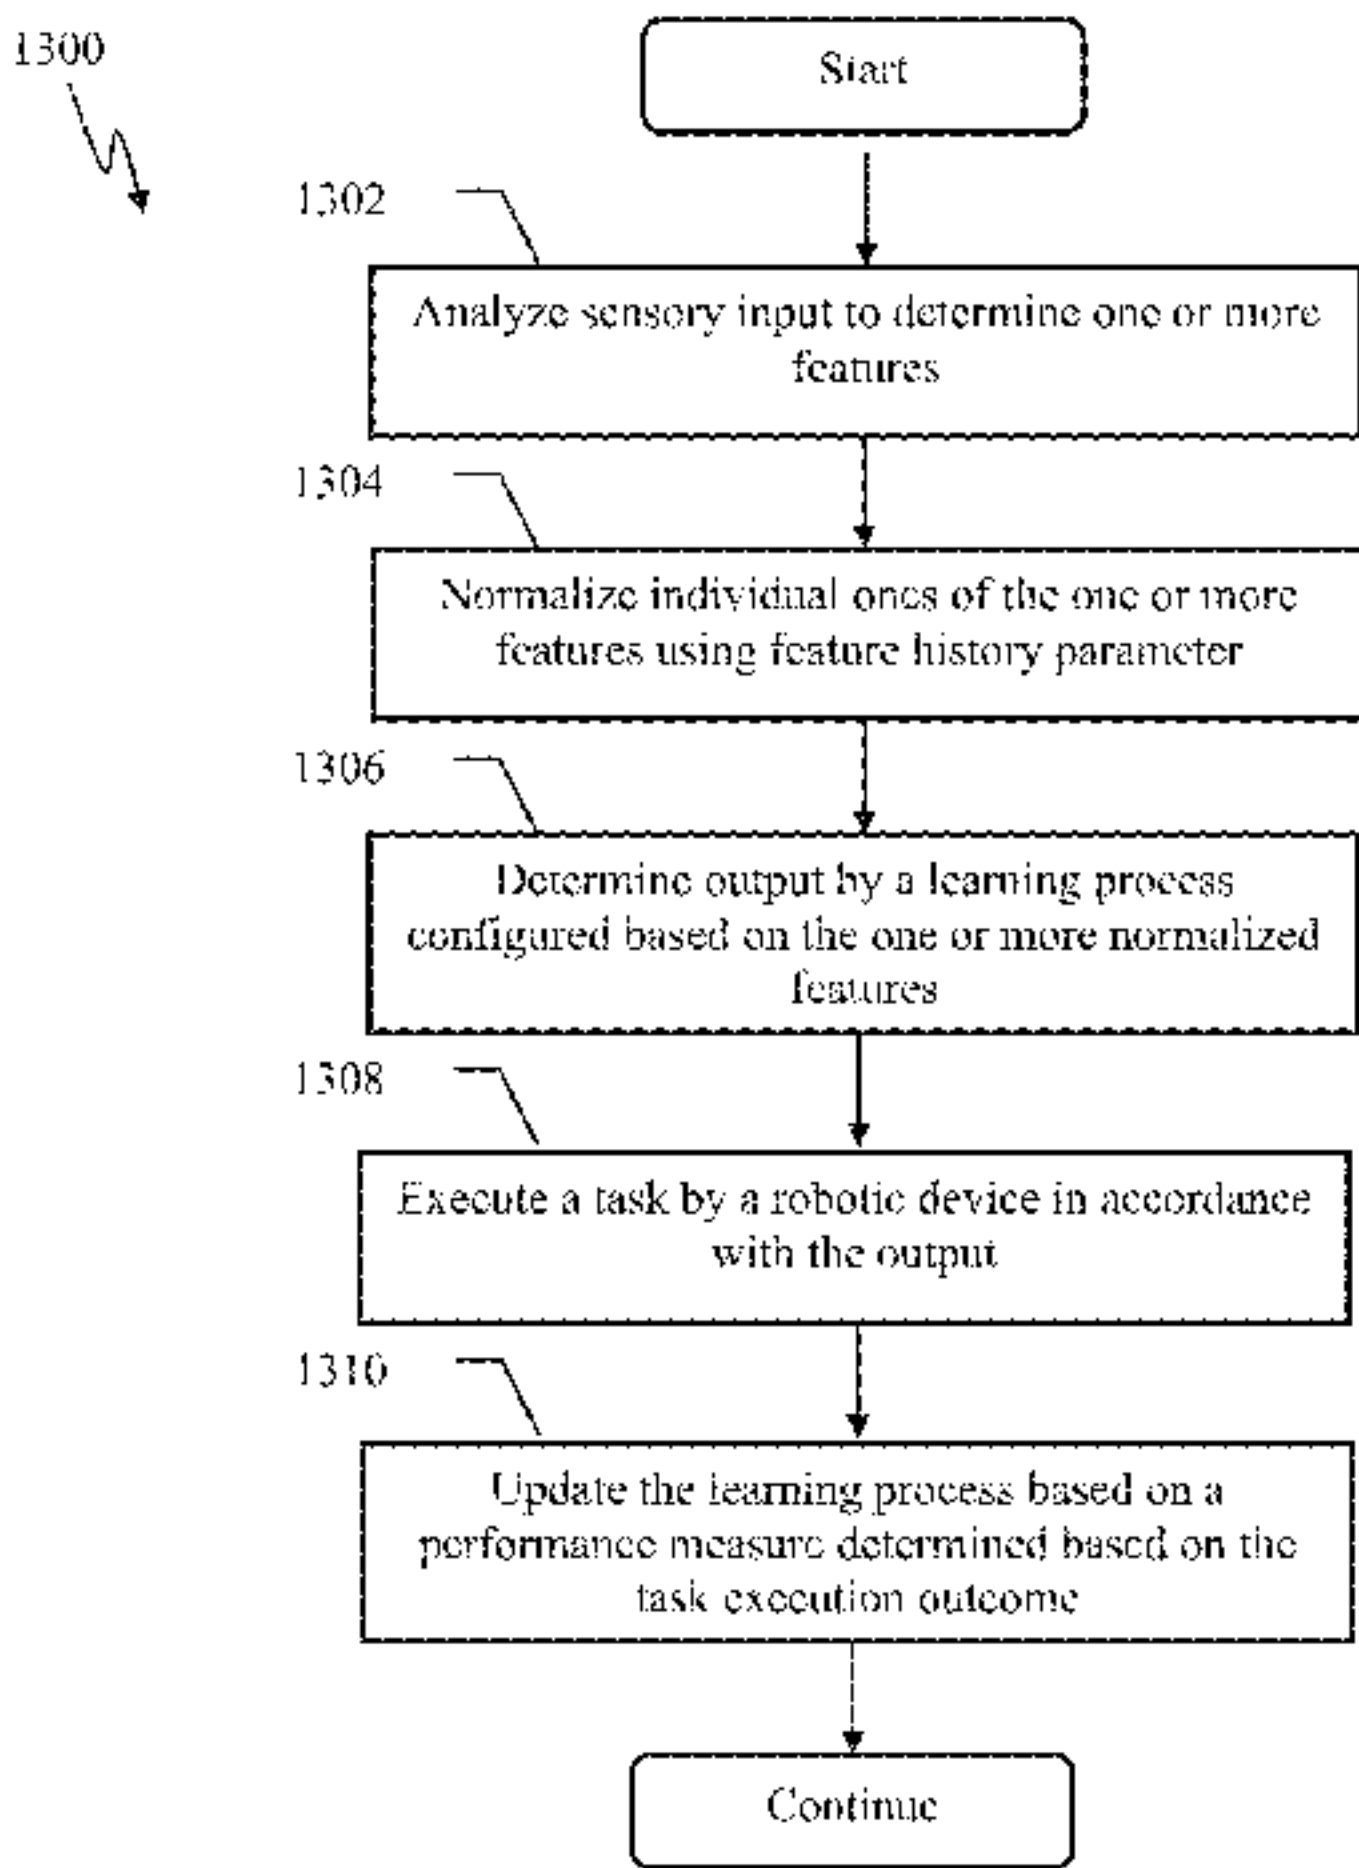 1300
Start
1302
Analyze sensory input to determine one or more
features
1304
Normalize individual ones of the one or more
features using feature history parameter
1306
Determine output by a learning process
configured based on the one or more normalized
features
1308
Execute a task by a robotic device in accordance
with the output
1310
Update the learning process based on a
performance measure determined based on the
task execution outcome
Continue